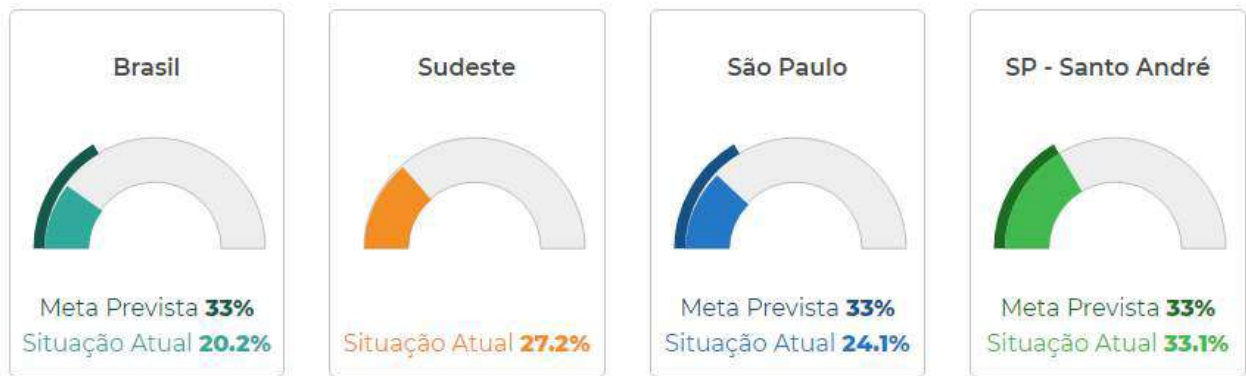 Brasil
Meta Prevista 33%
Situação Atual 20.2%
Sudeste
Situação Atual 27.2%
São Paulo
Meta Prevista 33%
Situação Atual 24.1%
SP - Santo André
Meta Prevista 33%
Situação Atual 33.1%